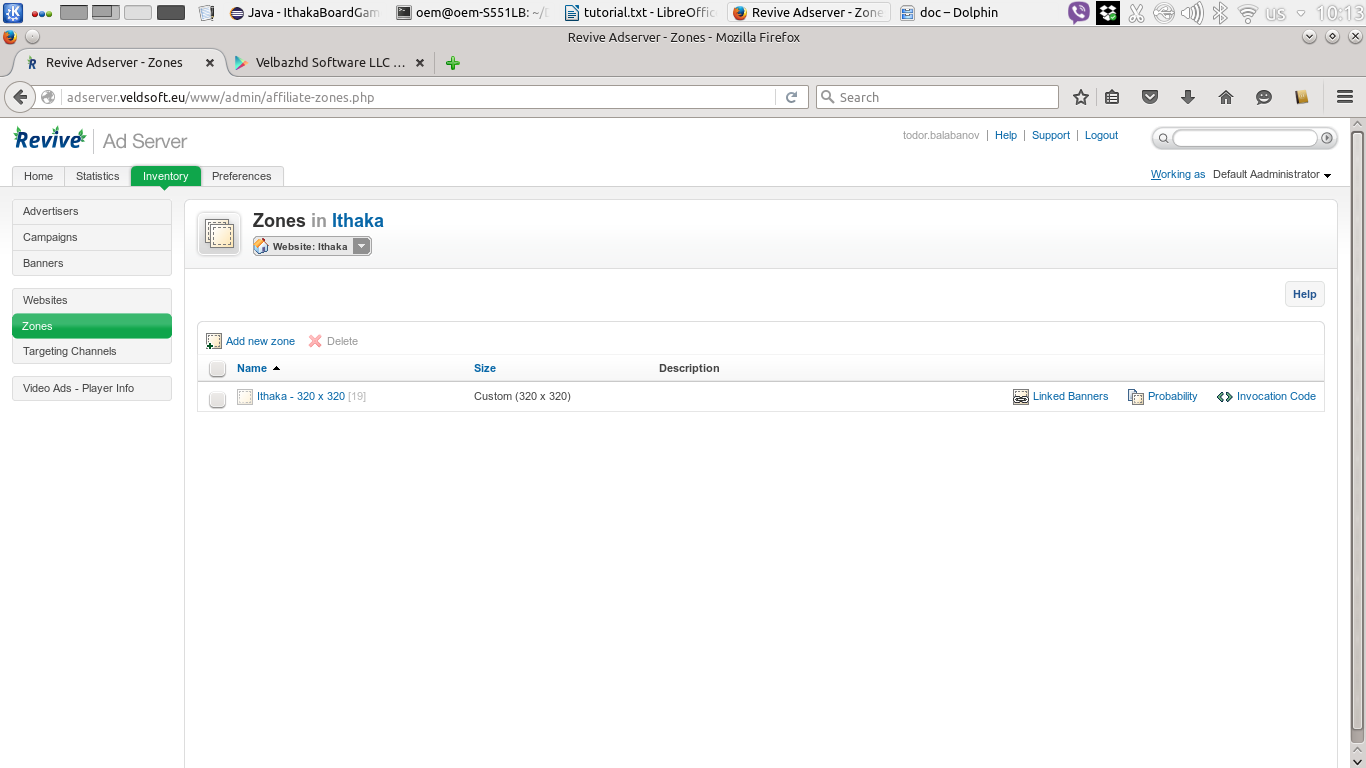 Java - IthakaBoardGam oem@oem-S551LB: ~/t tutorial.txt - LibreOffic Revive Adserver - Zone doc – Dolphin us 10:13
Revive Adserver - Zones - Mozilla Firefox
Revive Adserver - Zones Velbazhd Software LLC ...
adserver.veldsoft.eu/www/admin/affiliate-zones.php Search
Revive Ad Server todor.balabanov Help Support Logout
Home Statistics Inventory Preferences Working as Default Aadministrator
Advertisers
Campaigns
Banners
Websites
Zones
Targeting Channels
Video Ads - Player Info
Zones in Ithaka
Website: Ithaka
Help
Add new zone Delete
Name Size Description
Ithaka - 320 x 320 [19] Custom (320 x 320) Linked Banners Probability Invocation Code